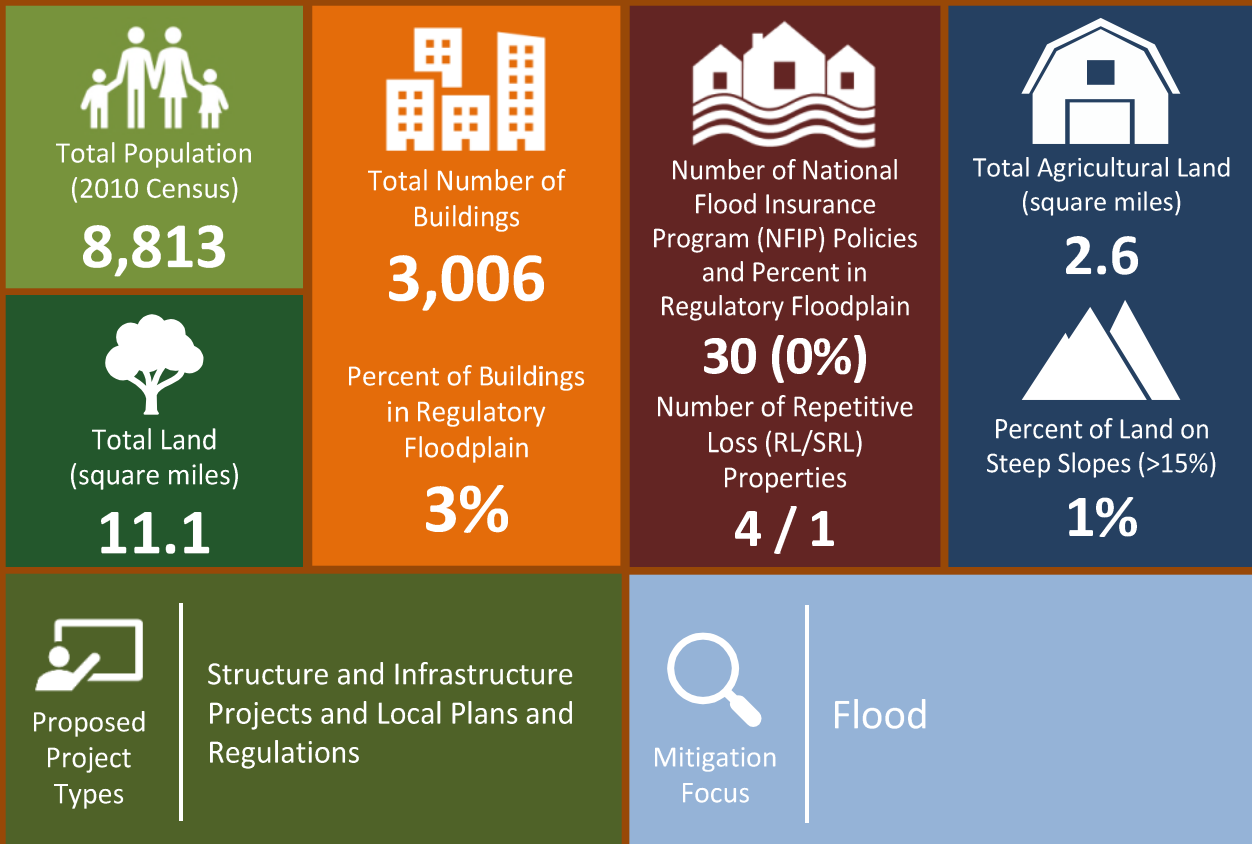 Total Population
(2010 Census)
8,813
Total Land
(square miles)
11.1
Total Number of
Buildings
3,006
Percent of Buildings
in Regulatory
Floodplain
3%
Number of National
Flood Insurance
Program (NFIP) Policies
and Percent in
Regulatory Floodplain
30 (0%)
Number of Repetitive
Loss (RL/SRL)
Properties
4 / 1
Total Agricultural Land
(square miles)
2.6
Percent of Land on
Steep Slopes (>15%)
1%
Proposed
Project
Types
Structure and Infrastructure
Projects and Local Plans and
Regulations
Mitigation
Focus
Flood